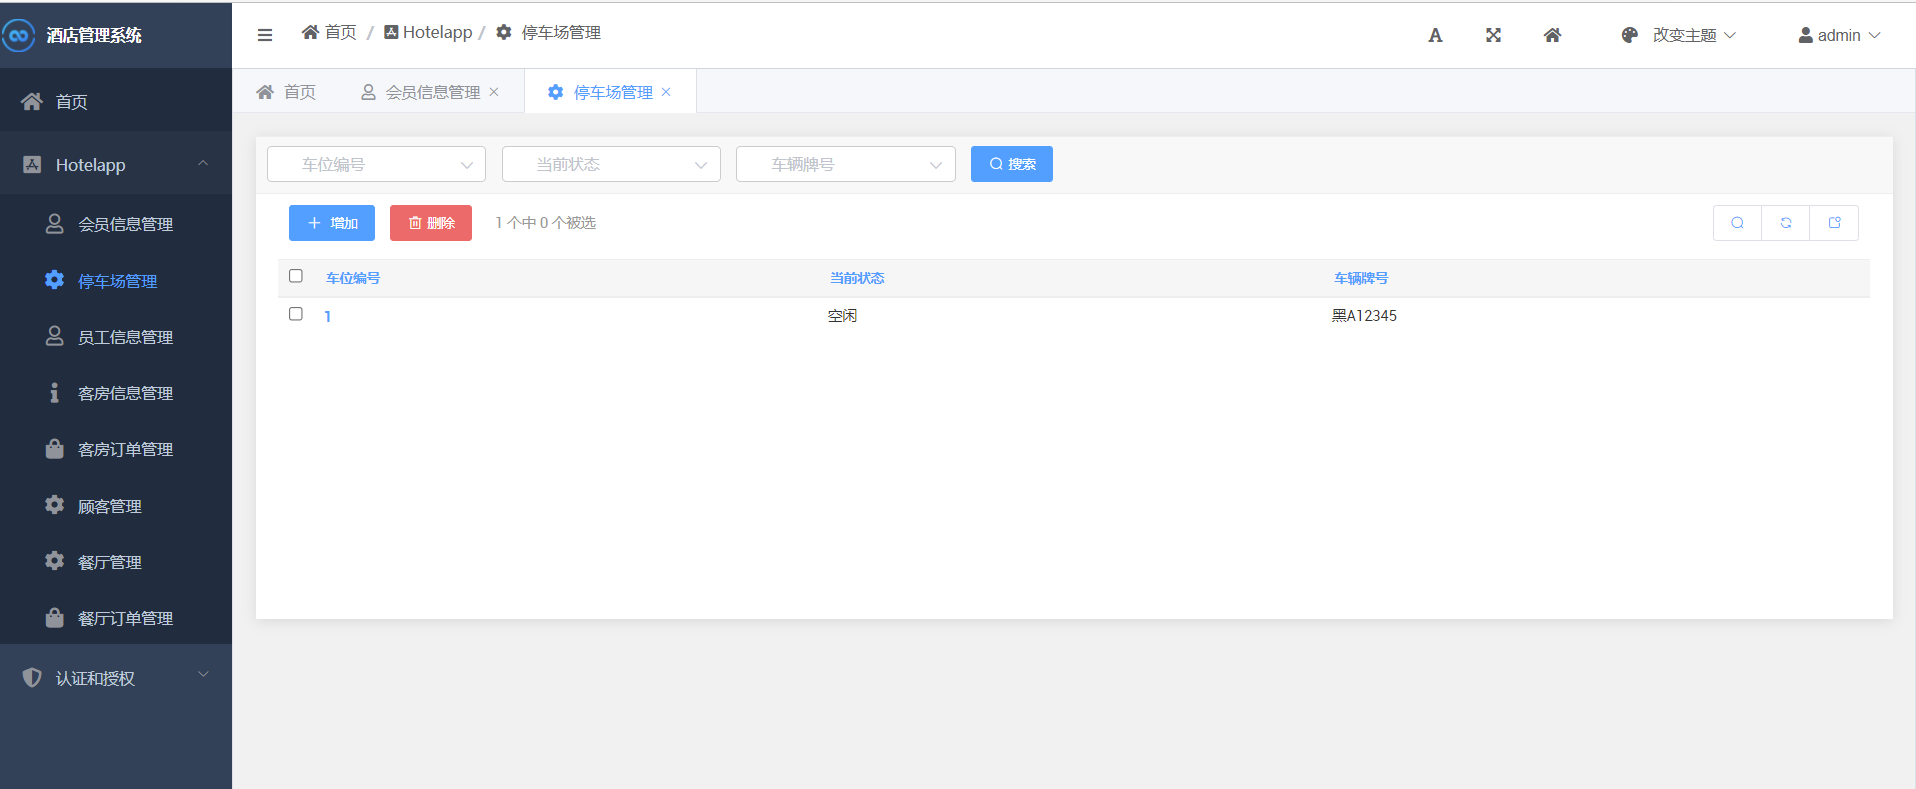 酒店管理系统
首页 / Hotelapp / 停车场管理
改变主题
admin
首页
会员信息管理
停车场管理
首页
Hotelapp
会员信息管理
停车场管理
员工信息管理
客房信息管理
客房订单管理
顾客管理
餐厅管理
餐厅订单管理
认证和授权
车位编号 当前状态 车辆牌号 搜索
增加 删除 1 个中 0 个被选
车位编号 当前状态 车辆牌号
1 空闲 黑A12345